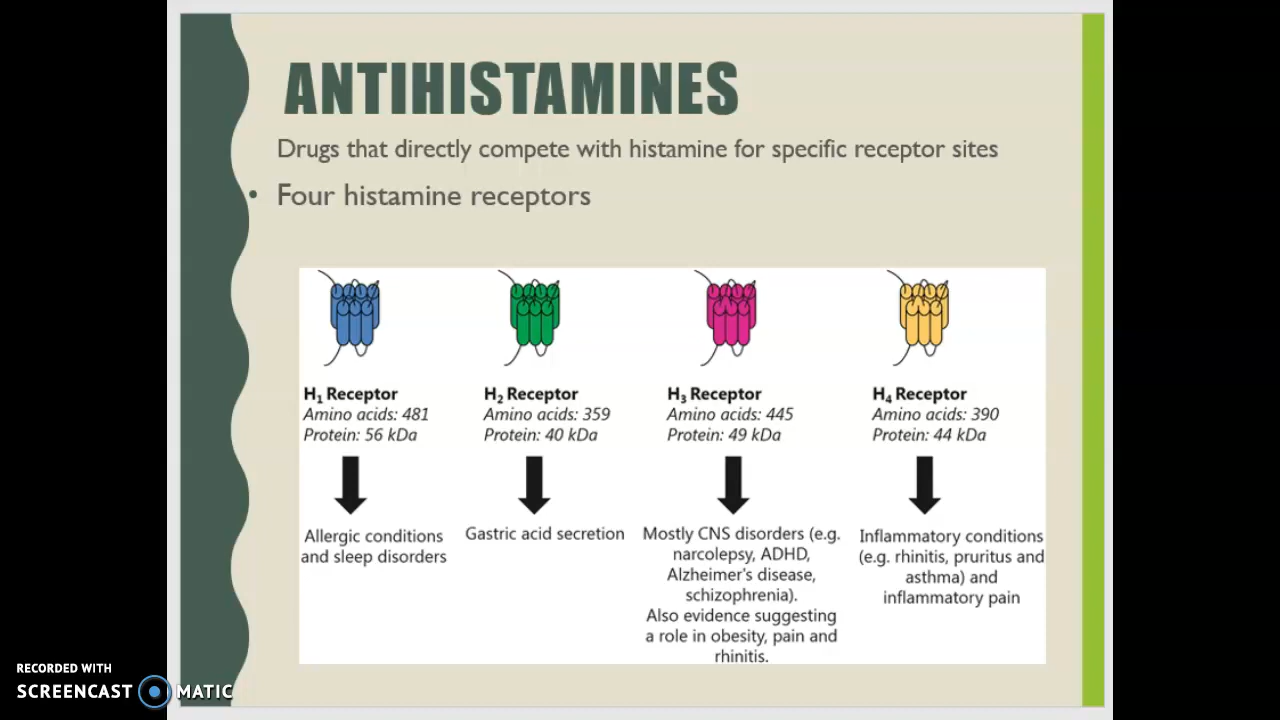 ANTIHISTAMINES
Drugs that directly compete with histamine for specific receptor sites
• Four histamine receptors
H₁ Receptor
Amino acids: 481
Protein: 56 kDa
Allergic conditions
and sleep disorders
H₂ Receptor
Amino acids: 359
Protein: 40 kDa
Gastric acid secretion
H₃ Receptor
Amino acids: 445
Protein: 49 kDa
Mostly CNS disorders (e.g.
narcolepsy, ADHD,
Alzheimer's disease,
schizophrenia).
Also evidence suggesting
a role in obesity, pain and
rhinitis.
H₄ Receptor
Amino acids: 390
Protein: 44 kDa
Inflammatory conditions
(e.g. rhinitis, pruritus and
asthma) and
inflammatory pain
RECORDED WITH
SCREENCAST MATIC